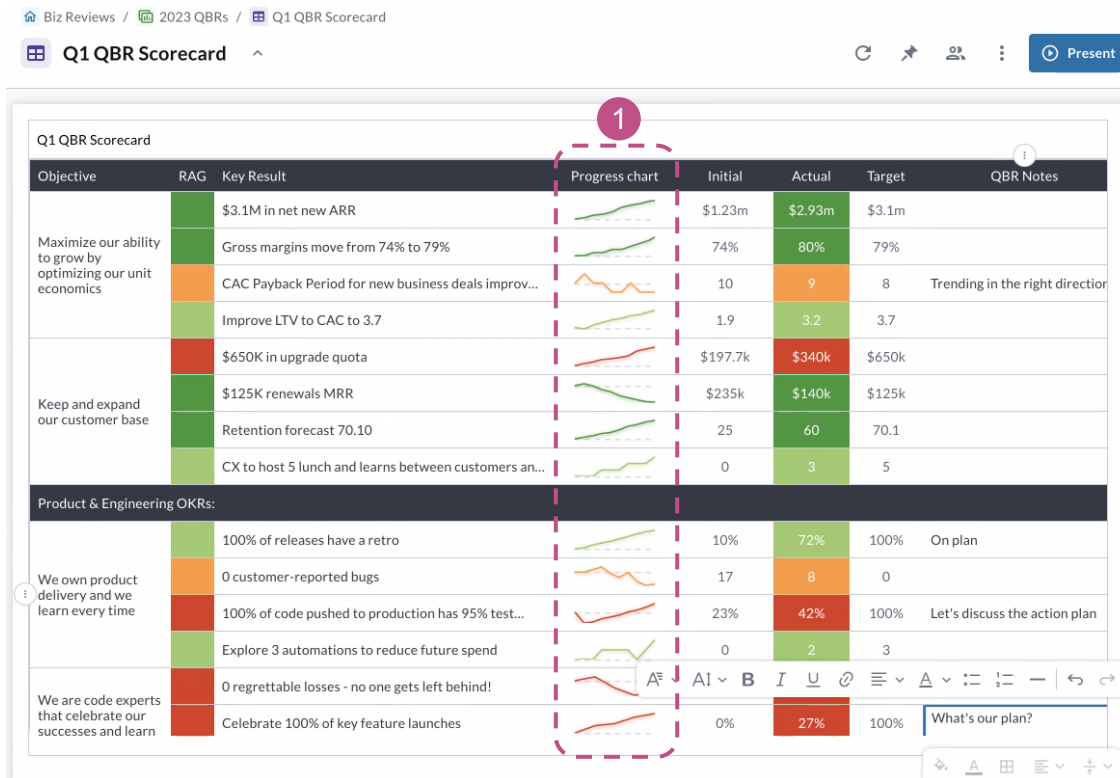 Biz Reviews / 2023 QBRs / Q1 QBR Scorecard
Q1 QBR Scorecard
Present
1
Q1 QBR Scorecard
Objective RAG Key Result Progress chart Initial Actual Target QBR Notes
Maximize our ability
to grow by
optimizing our unit
economics
$3.1M in net new ARR $1.23m $2.93m $3.1m
Gross margins move from 74% to 79% 74% 80% 79%
CAC Payback Period for new business deals improv... 10 9 8 Trending in the right direction
Improve LTV to CAC to 3.7 1.9 3.2 3.7
Keep and expand
our customer base
$650K in upgrade quota $197.7k $340k $650k
$125K renewals MRR $235k $140k $125k
Retention forecast 70.10 25 60 70.1
CX to host 5 lunch and learns between customers an... 0 3 5
Product & Engineering OKRs:
We own product
delivery and we
learn every time
100% of releases have a retro 10% 72% 100% On plan
0 customer-reported bugs 17 8 0
100% of code pushed to production has 95% test... 23% 42% 100% Let's discuss the action plan
Explore 3 automations to reduce future spend 0 2 3
We are code experts
that celebrate our
successes and learn
0 regrettable losses - no one gets left behind!
Celebrate 100% of key feature launches 0% 27% 100% What's our plan?